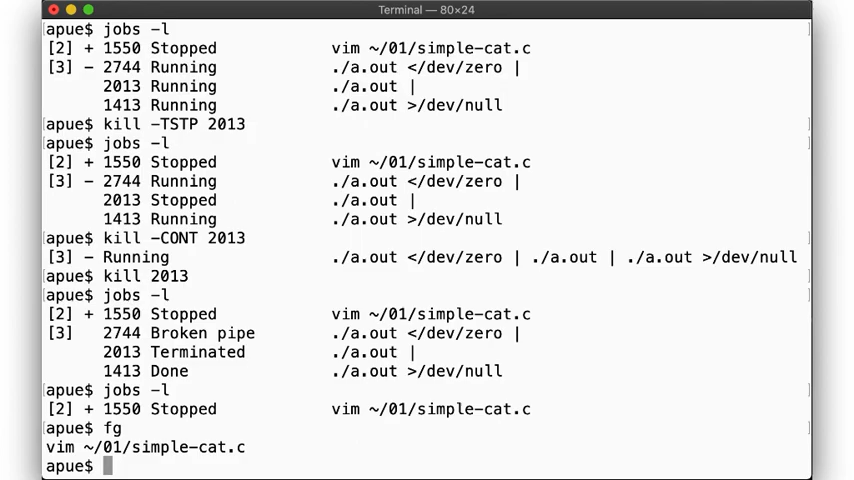 Terminal — 80×24
apue$ jobs -l
[2] + 1550 Stopped vim ~/01/simple-cat.c
[3] - 2744 Running ./a.out </dev/zero |
2013 Running ./a.out |
1413 Running ./a.out >/dev/null
apue$ kill -TSTP 2013
apue$ jobs -l
[2] + 1550 Stopped vim ~/01/simple-cat.c
[3] - 2744 Running ./a.out </dev/zero |
2013 Stopped ./a.out |
1413 Running ./a.out >/dev/null
apue$ kill -CONT 2013
[3] - Running ./a.out </dev/zero | ./a.out | ./a.out >/dev/null
apue$ kill 2013
apue$ jobs -l
[2] + 1550 Stopped vim ~/01/simple-cat.c
[3] 2744 Broken pipe ./a.out </dev/zero |
2013 Terminated ./a.out |
1413 Done ./a.out >/dev/null
apue$ jobs -l
[2] + 1550 Stopped vim ~/01/simple-cat.c
apue$ fg
vim ~/01/simple-cat.c
apue$